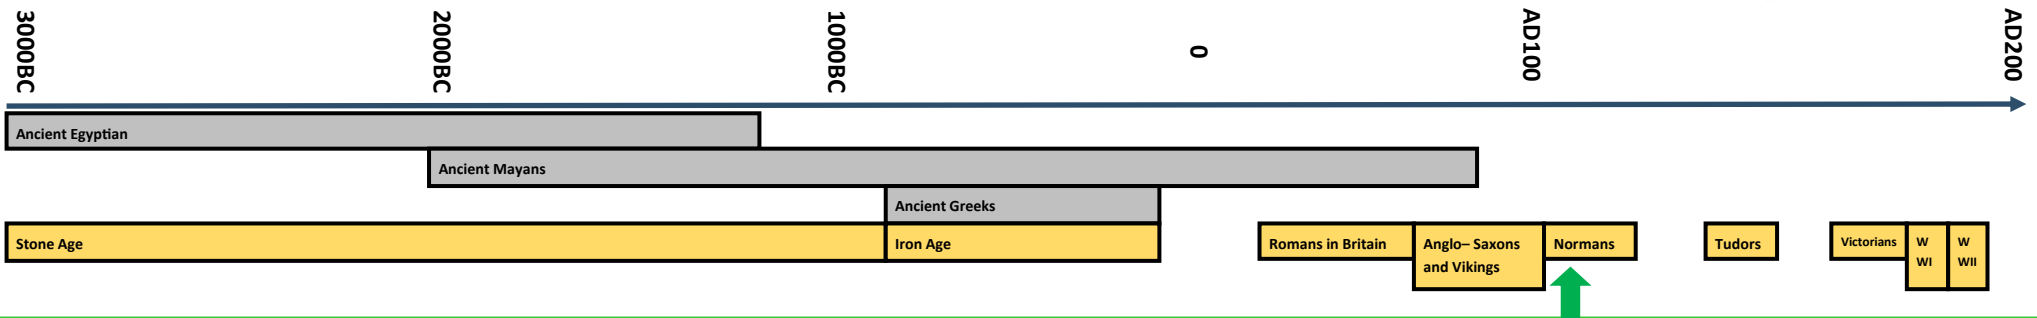 3000BC
2000BC
1000BC
0
AD100
AD200
Ancient Egyptian
Ancient Mayans
Ancient Greeks
Stone Age
Iron Age
Romans in Britain
Anglo– Saxons
and Vikings
Normans
Tudors
Victorians
W
WI
W
WII